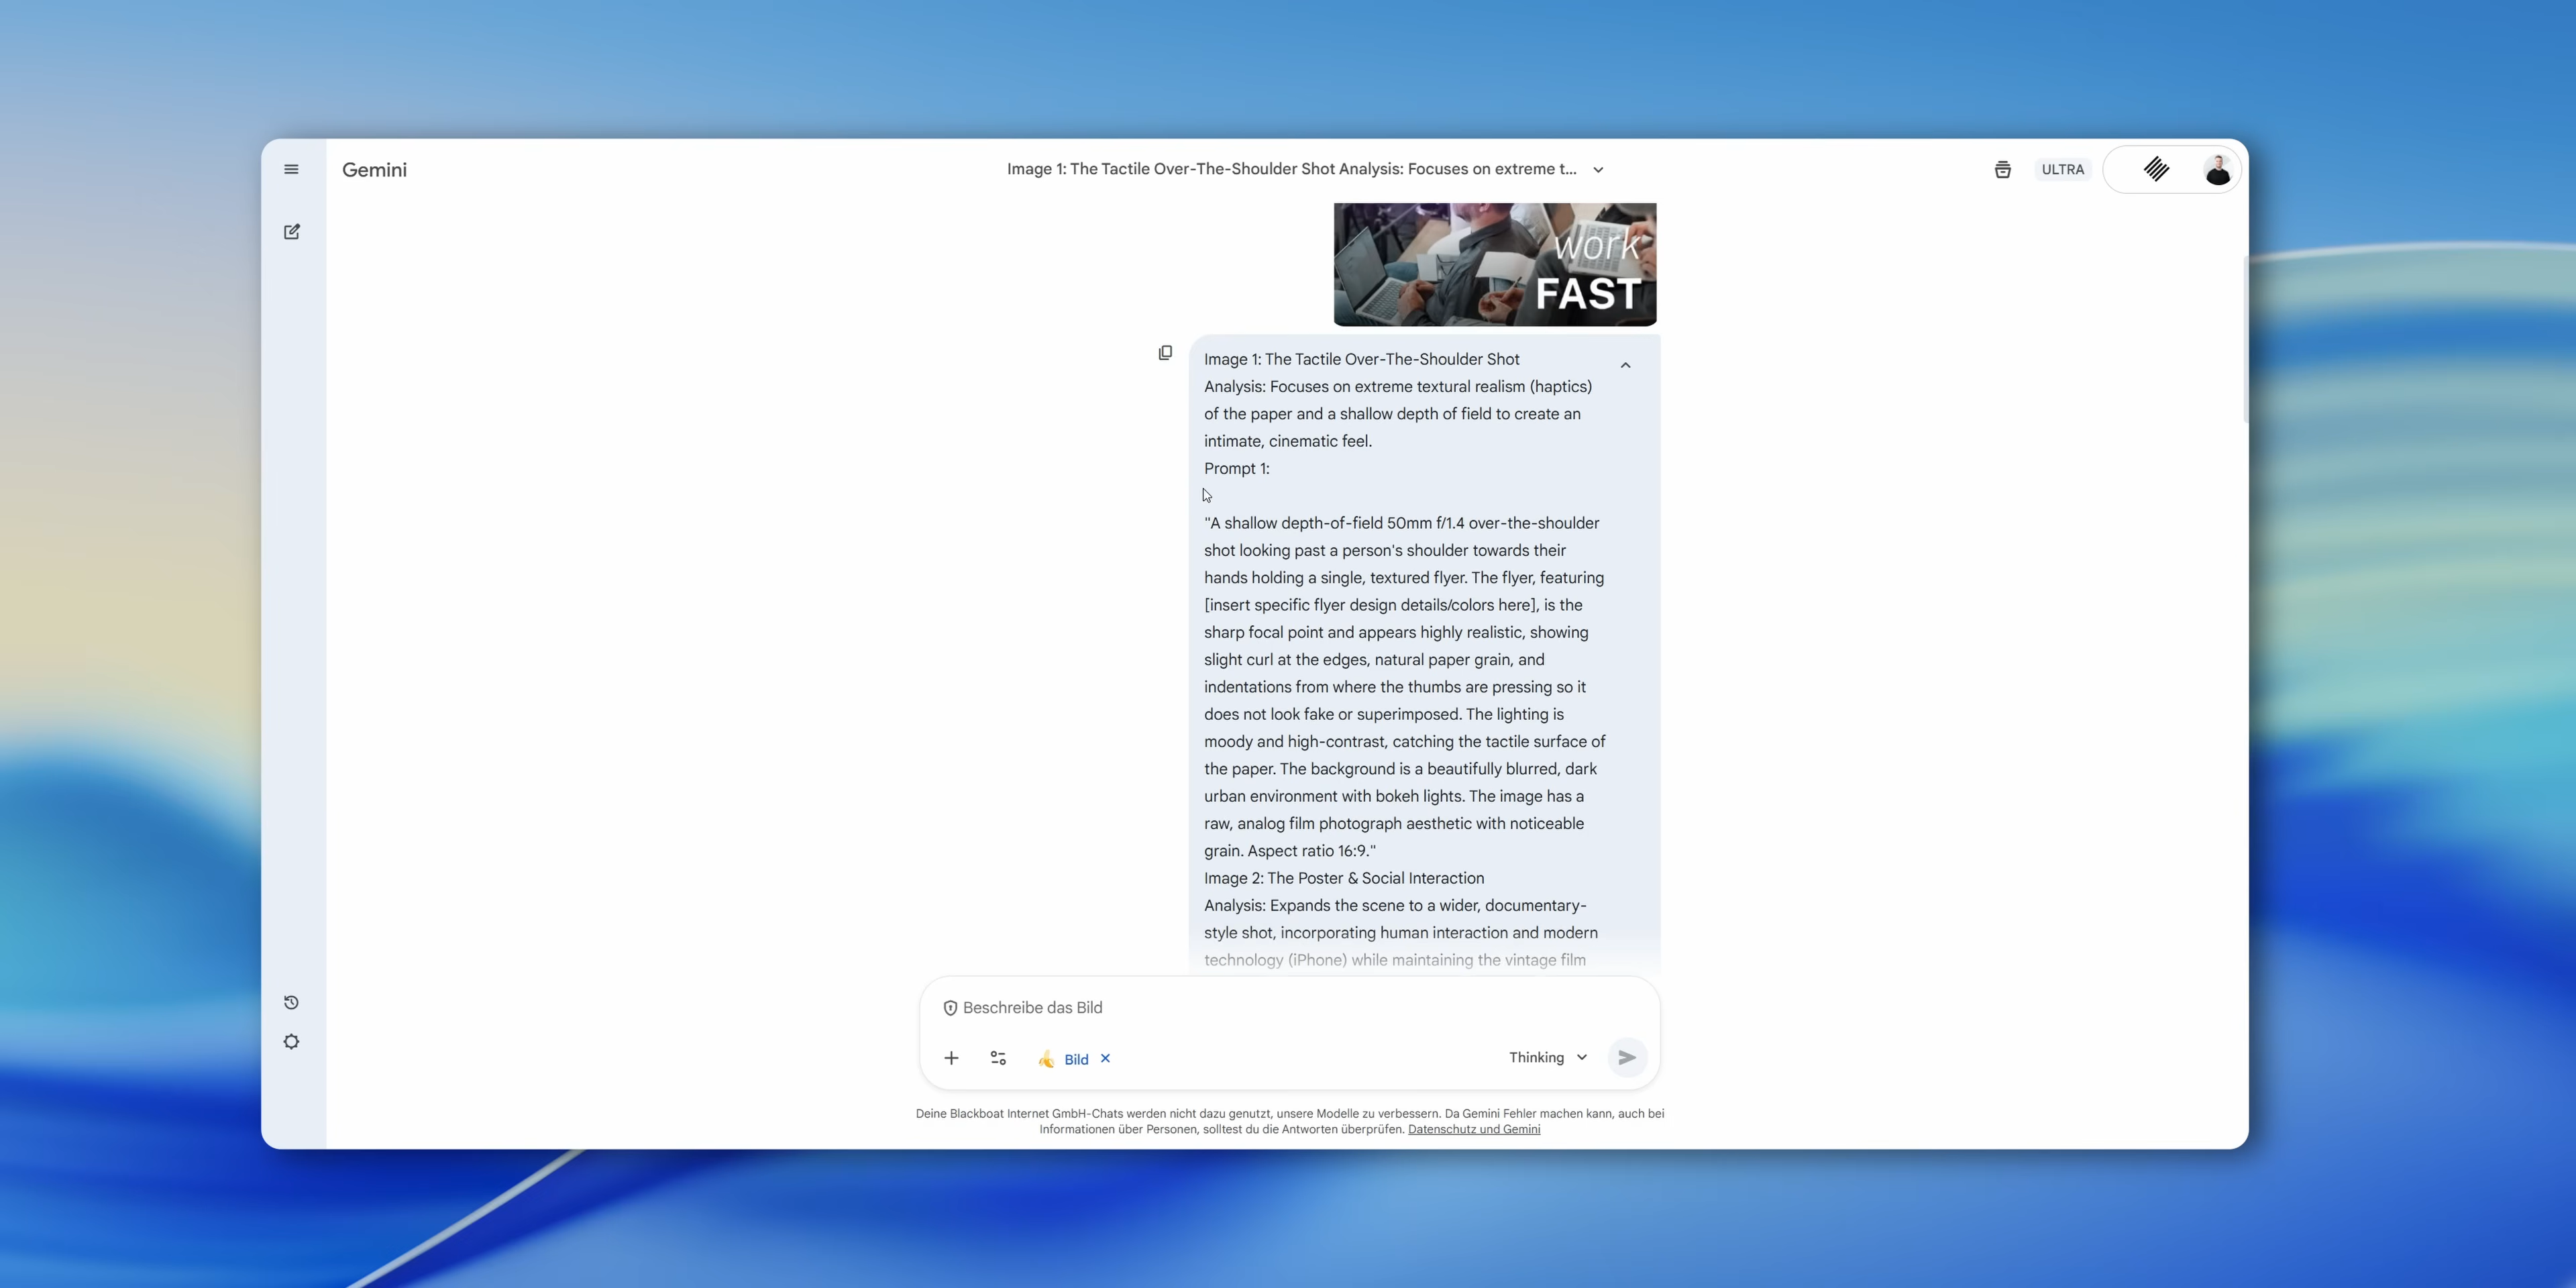 Gemini
Image 1: The Tactile Over-The-Shoulder Shot Analysis: Focuses on extreme t...
ULTRA
work
FAST
Image 1: The Tactile Over-The-Shoulder Shot
Analysis: Focuses on extreme textural realism (haptics)
of the paper and a shallow depth of field to create an
intimate, cinematic feel.
Prompt 1:
"A shallow depth-of-field 50mm f/1.4 over-the-shoulder
shot looking past a person's shoulder towards their
hands holding a single, textured flyer. The flyer, featuring
[insert specific flyer design details/colors here], is the
sharp focal point and appears highly realistic, showing
slight curl at the edges, natural paper grain, and
indentations from where the thumbs are pressing so it
does not look fake or superimposed. The lighting is
moody and high-contrast, catching the tactile surface of
the paper. The background is a beautifully blurred, dark
urban environment with bokeh lights. The image has a
raw, analog film photograph aesthetic with noticeable
grain. Aspect ratio 16:9."
Image 2: The Poster & Social Interaction
Analysis: Expands the scene to a wider, documentary-
style shot, incorporating human interaction and modern
technology (iPhone) while maintaining the vintage film
Beschreibe das Bild
Bild
Thinking
Deine Blackboat Internet GmbH-Chats werden nicht dazu genutzt, unsere Modelle zu verbessern. Da Gemini Fehler machen kann, auch bei
Informationen über Personen, solltest du die Antworten überprüfen. Datenschutz und Gemini